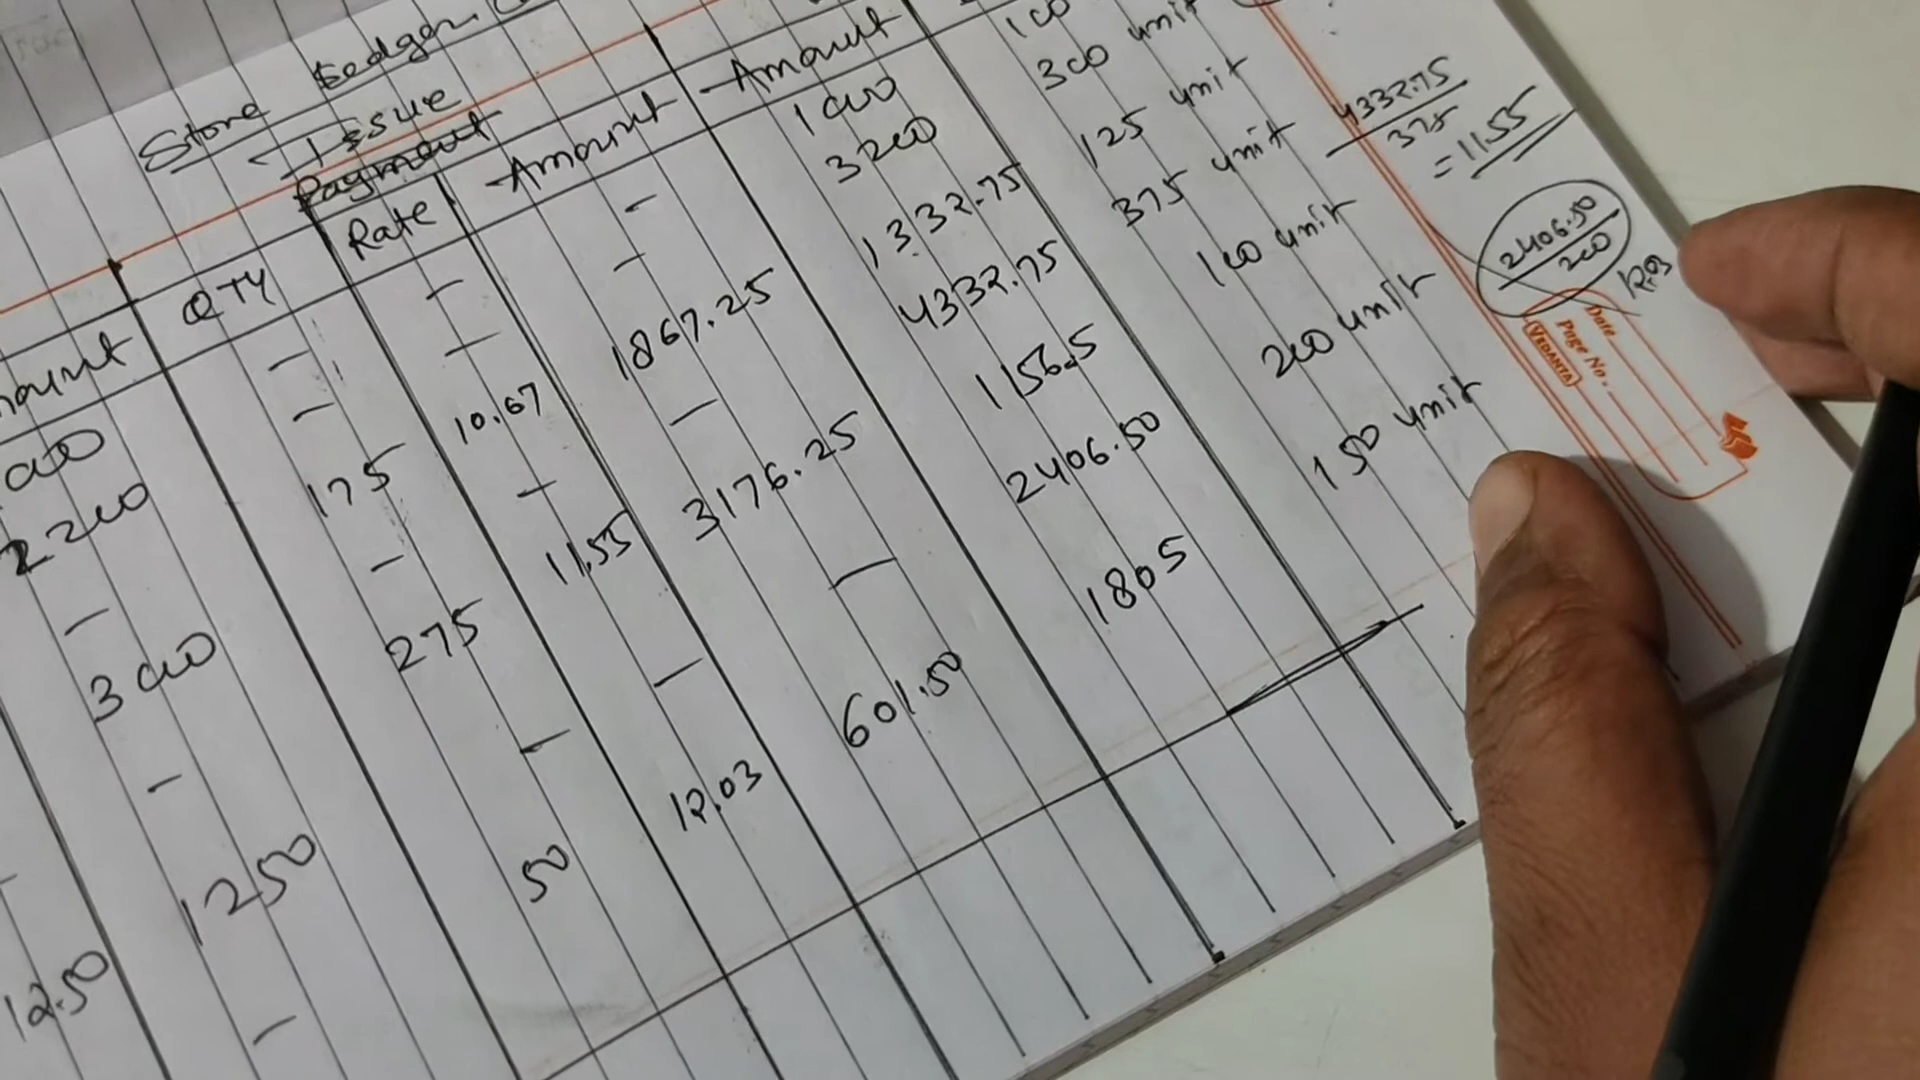 Store Ledger
Issue
Payment
QTY Rate Amount Amount
- - - 1000 100
- - - 3200 300 unit
2200 175 10.67 1867.25 1332.75 125 unit
- - - - 4332.75 375 unit
3000 275 11.55 3176.25 1156.5 100 unit
- - - - 2406.50 200 unit
1250 50 12.03 601.50 1805 150 unit
12.50 -
4332.75
375
= 11.55
2406.50
200
Date
Page No.
VEDANTA